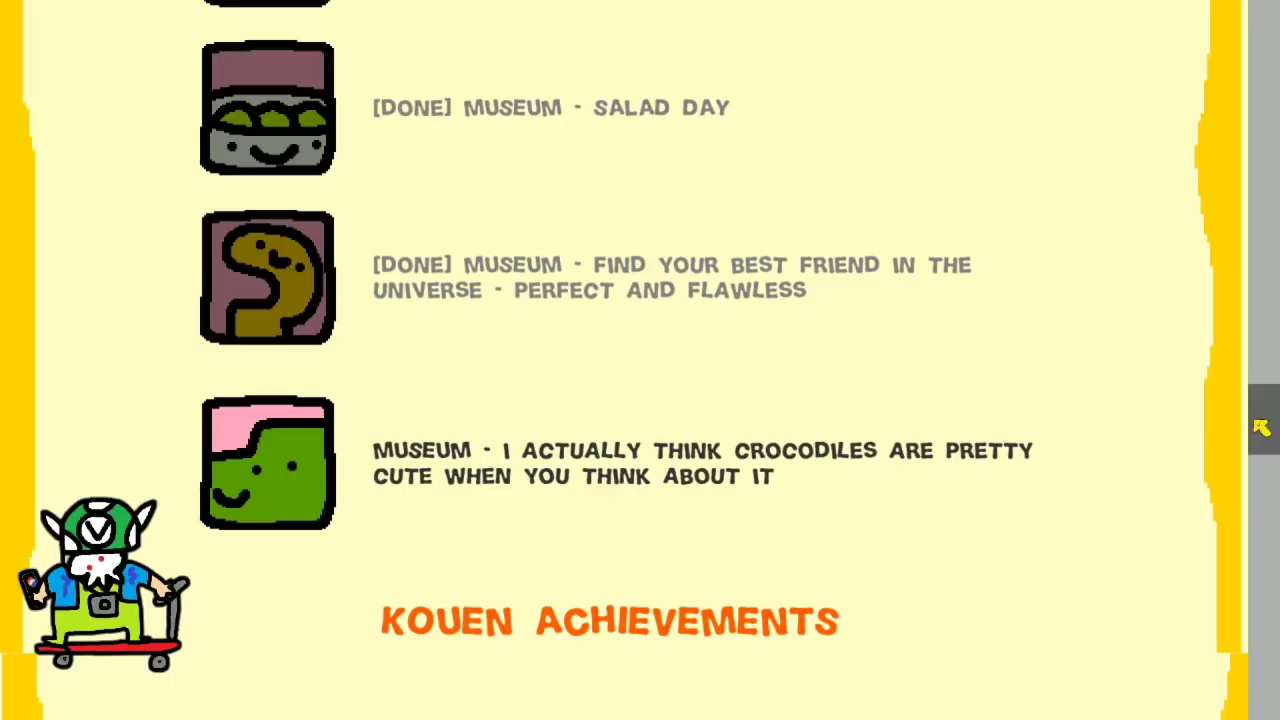 [DONE] MUSEUM - SALAD DAY
[DONE] MUSEUM - FIND YOUR BEST FRIEND IN THE
UNIVERSE - PERFECT AND FLAWLESS
MUSEUM - I ACTUALLY THINK CROCODILES ARE PRETTY
CUTE WHEN YOU THINK ABOUT IT
V
KOUEN ACHIEVEMENTS